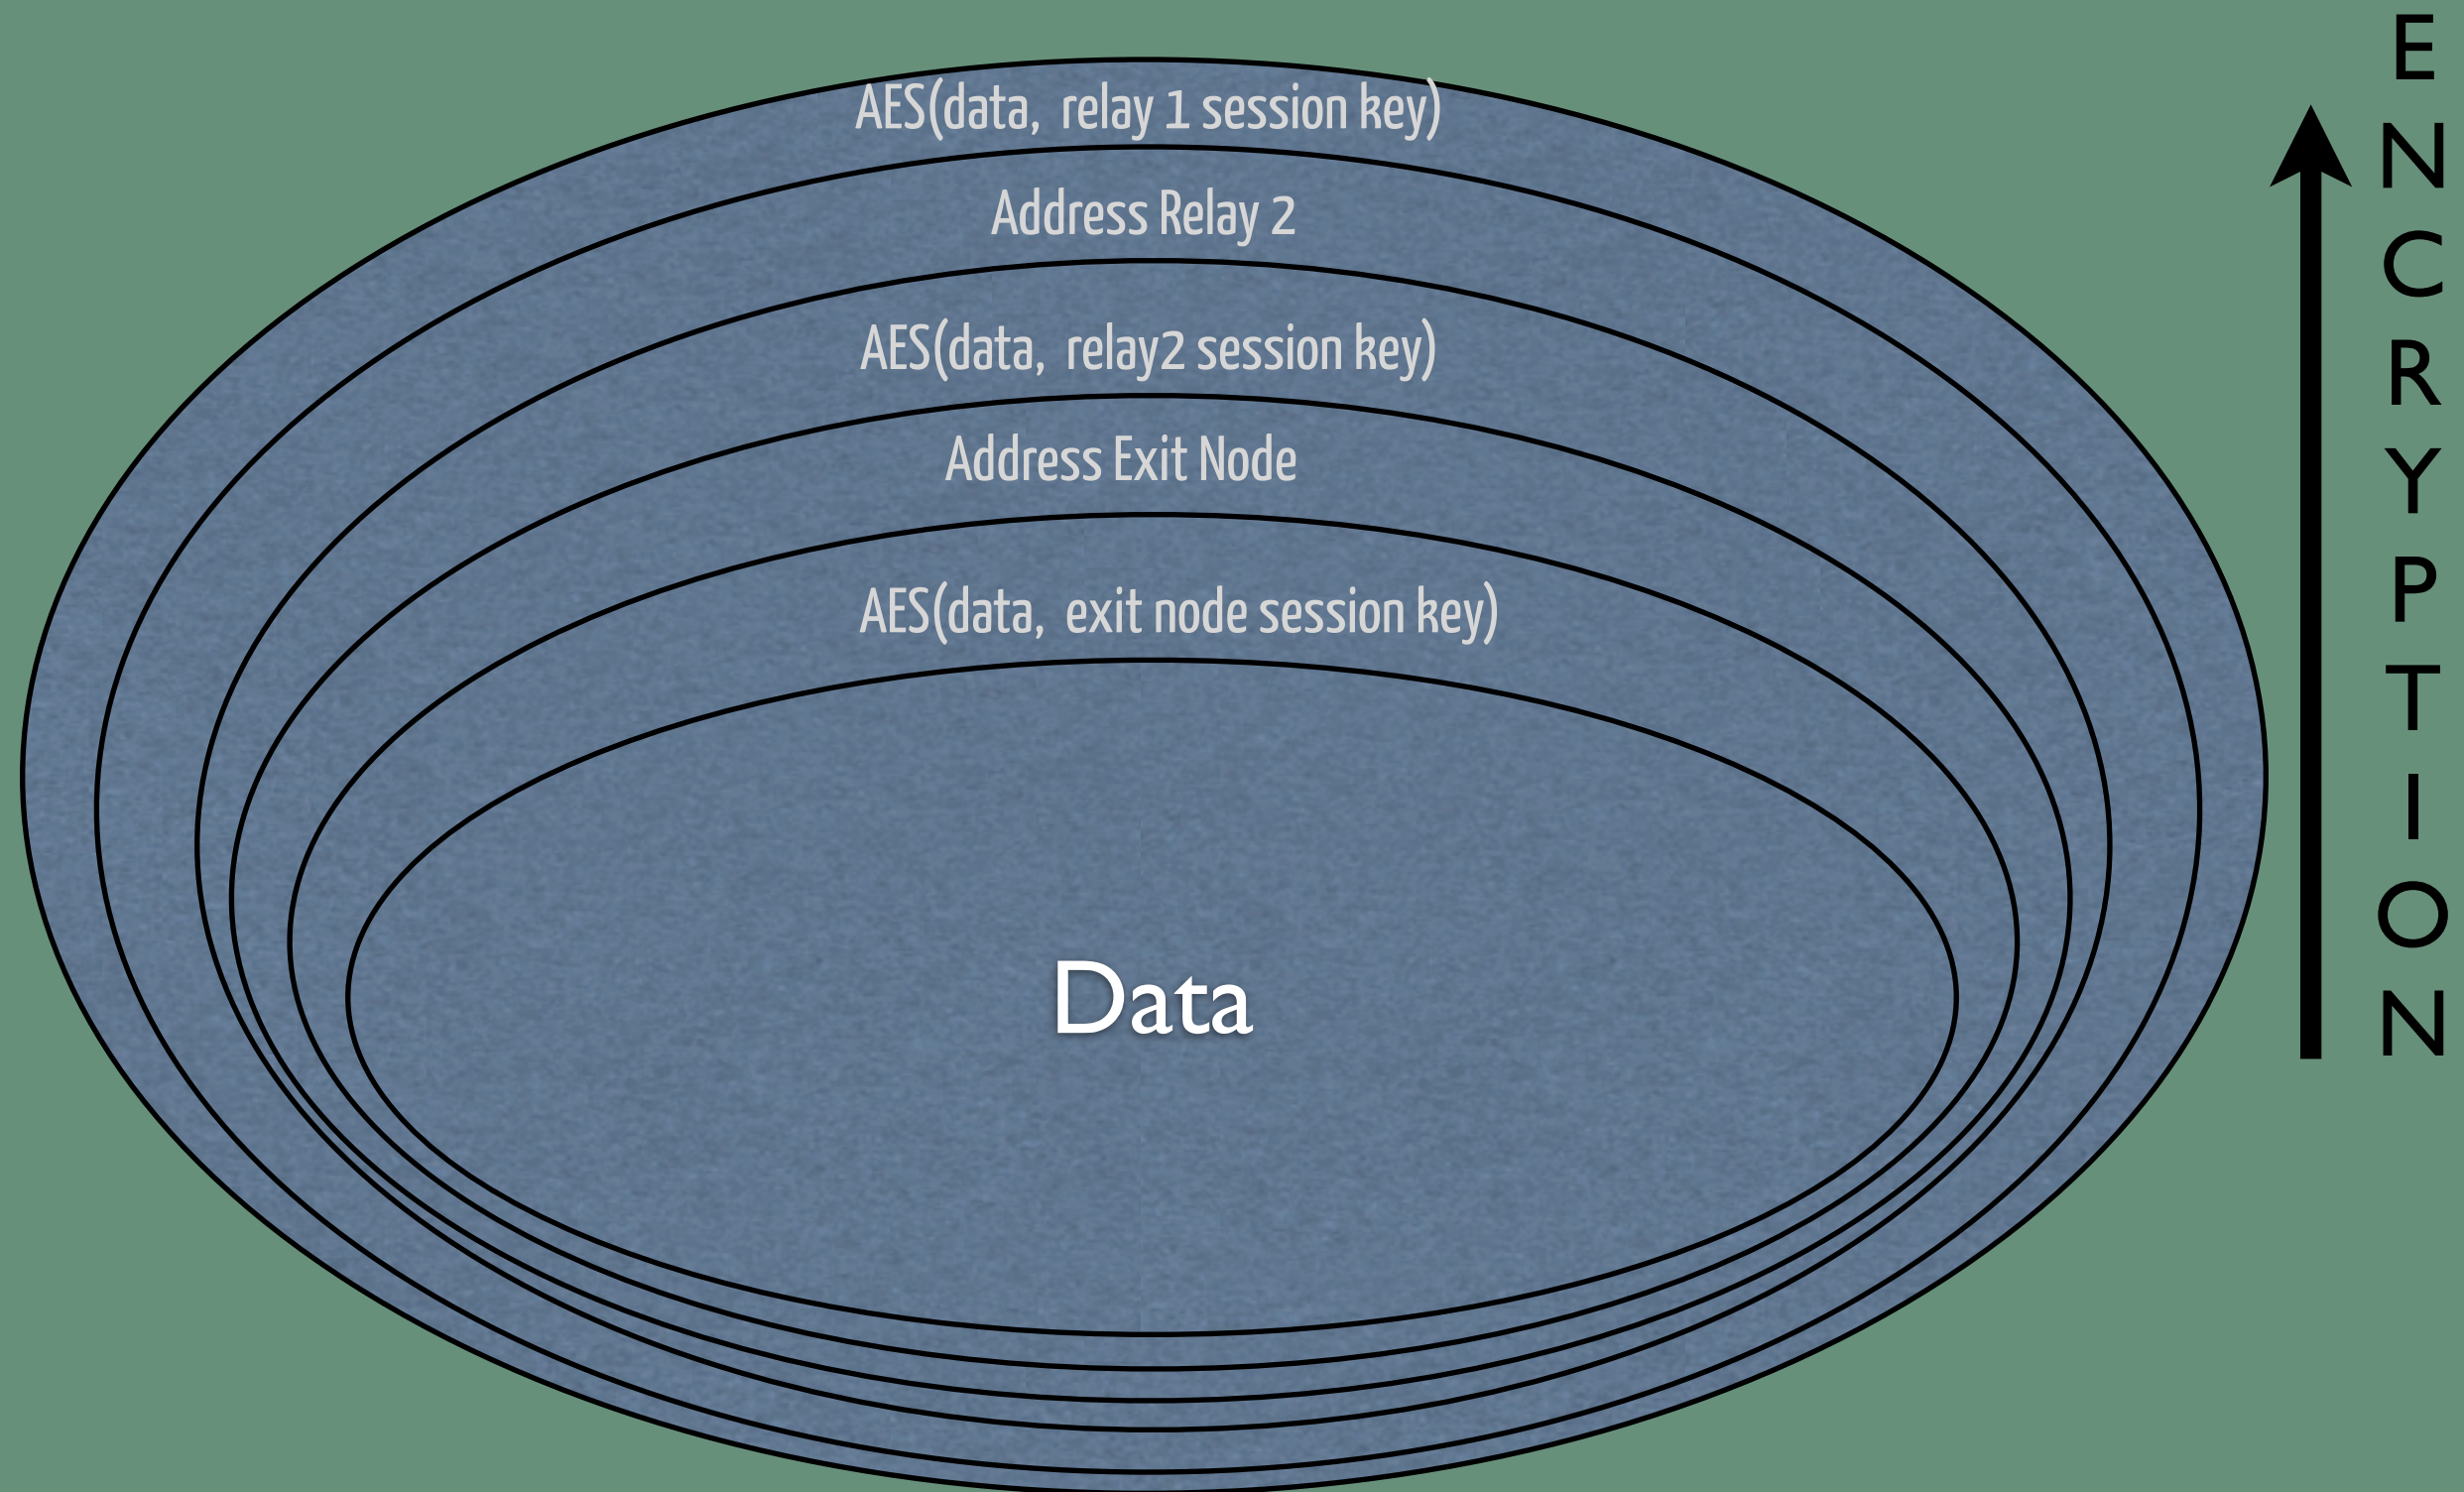 AES(data, relay 1 session key)
Address Relay 2
AES(data, relay2 session key)
Address Exit Node
AES(data, exit node session key)
Data
ENCRYPTION